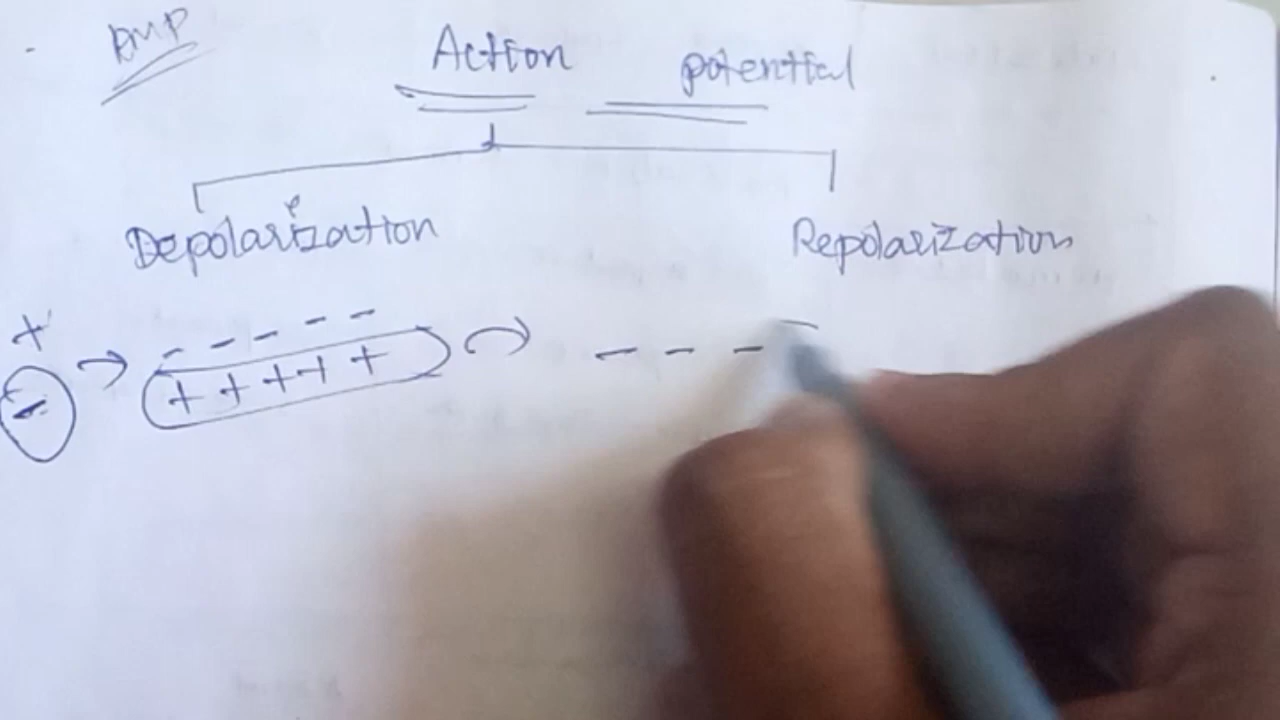 RMP
Action potential
Depolarization
Repolarization
+ - - - - -
- + + + + + - - - -